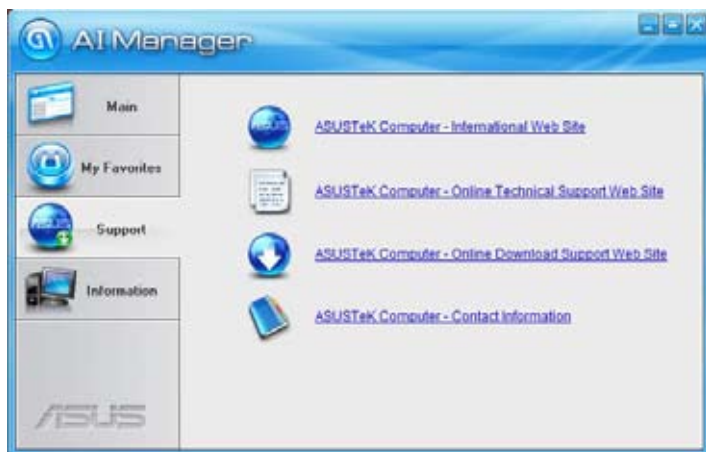 AI Manager
Main
My Favorites
Support
Information
ASUS
ASUSTeK Computer - International Web Site
ASUSTeK Computer - Online Technical Support Web Site
ASUSTeK Computer - Online Download Support Web Site
ASUSTeK Computer - Contact Information